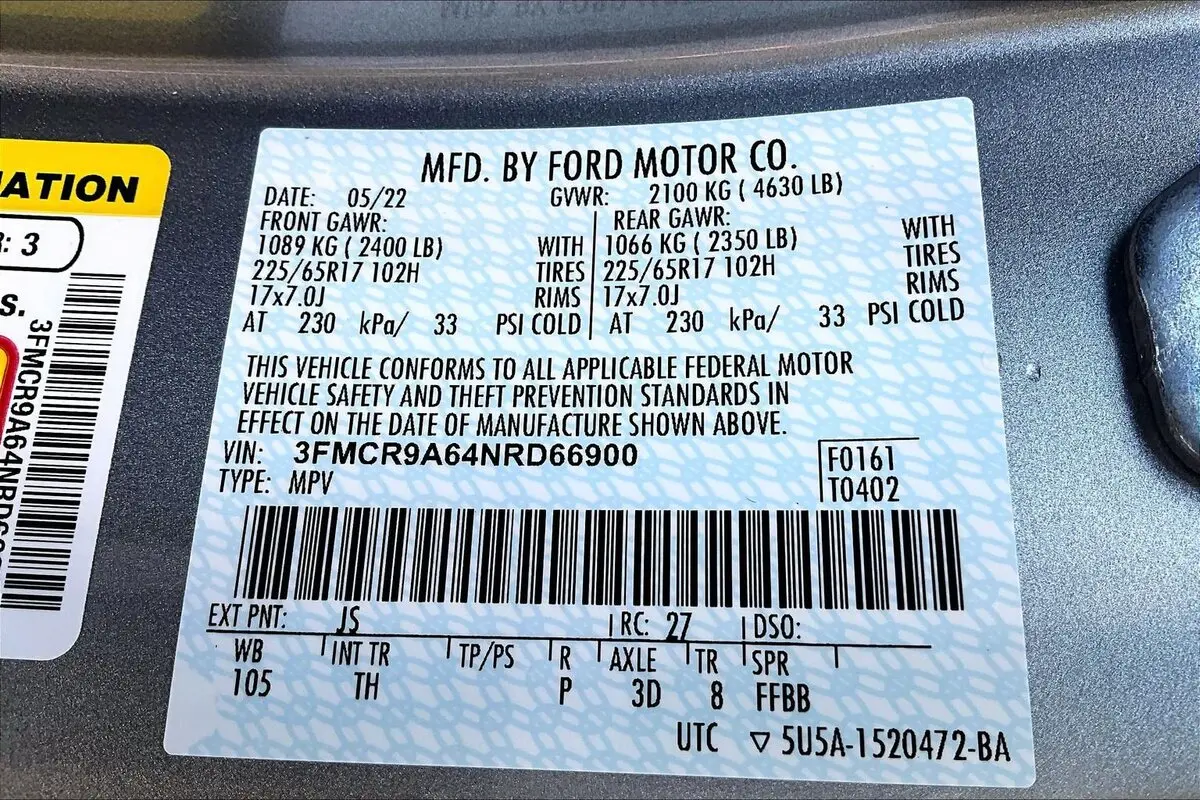 MFD. BY FORD MOTOR CO.
DATE: 05/22 GVWR: 2100 KG ( 4630 LB)
FRONT GAWR: REAR GAWR:
1089 KG ( 2400 LB) WITH 1066 KG ( 2350 LB) WITH
225/65R17 102H TIRES 225/65R17 102H TIRES
17x7.0J RIMS 17x7.0J RIMS
AT 230 kPa/ 33 PSI COLD AT 230 kPa/ 33 PSI COLD
THIS VEHICLE CONFORMS TO ALL APPLICABLE FEDERAL MOTOR
VEHICLE SAFETY AND THEFT PREVENTION STANDARDS IN
EFFECT ON THE DATE OF MANUFACTURE SHOWN ABOVE.
VIN: 3FMCR9A64NRD66900
TYPE: MPV
F0161
T0402
EXT PNT: JS RC: 27 DSO:
WB INT TR TP/PS R AXLE TR SPR
105 TH P 3D 8 FFBB
UTC ▽ 5U5A-1520472-BA
ATION
R: 3
S.
3FMCR9A64NRD6